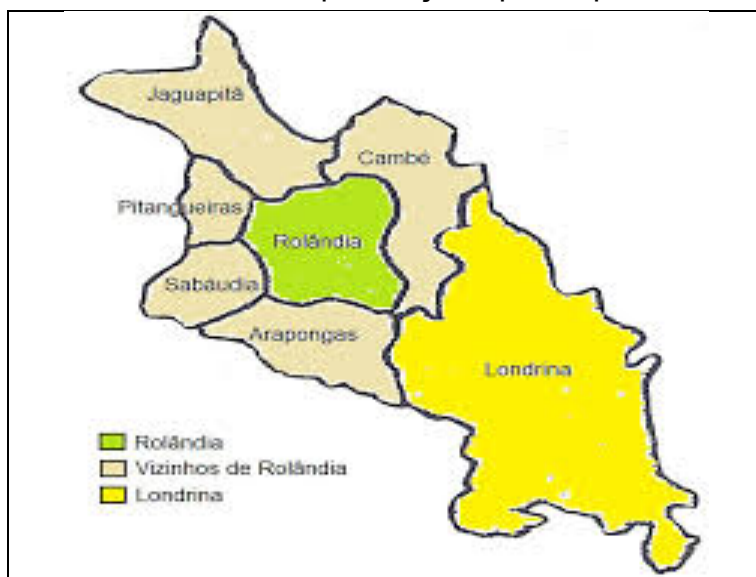 Jaguapitã
Cambé
Pitangueiras
Rolândia
Sabáudia
Arapongas
Londrina
Rolândia
Vizinhos de Rolândia
Londrina